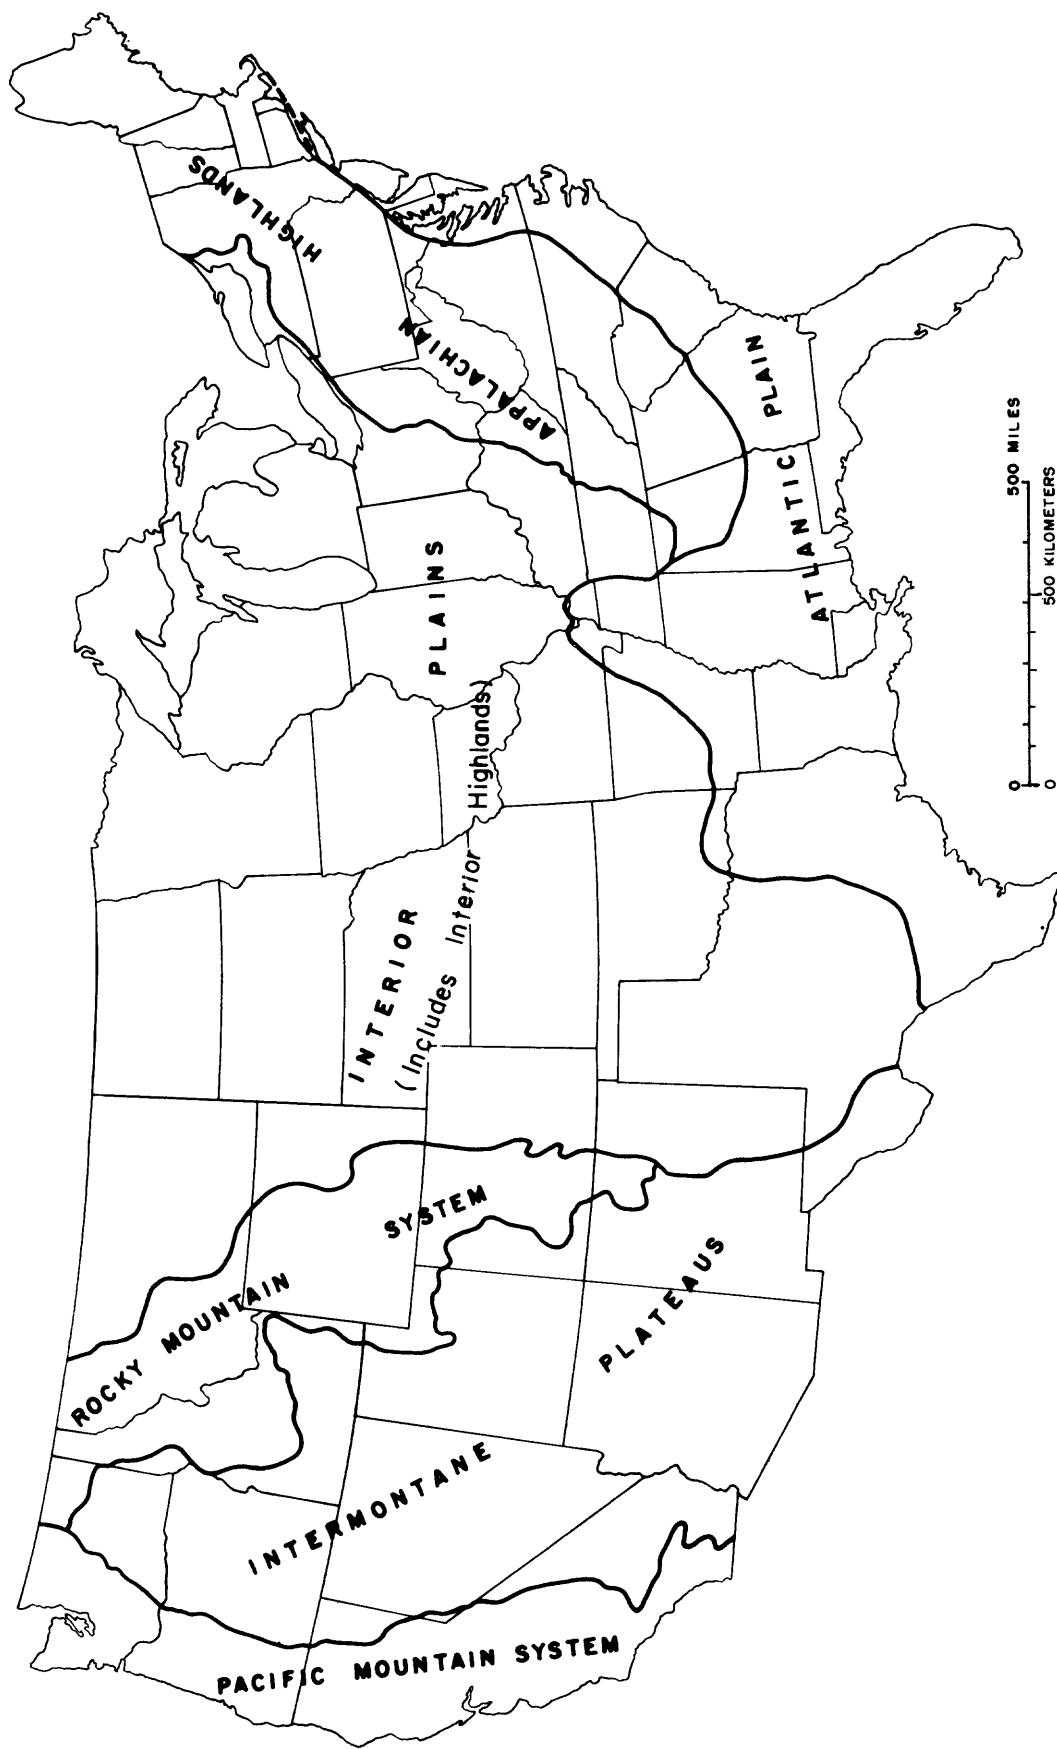 PACIFIC MOUNTAIN SYSTEM
INTERMONTANE
PLATEAUS
ROCKY MOUNTAIN
SYSTEM
INTERIOR
PLAINS
(Includes Interior Highlands)
APPALACHIAN
HIGHLANDS
ATLANTIC PLAIN
0 500 MILES
0 500 KILOMETERS